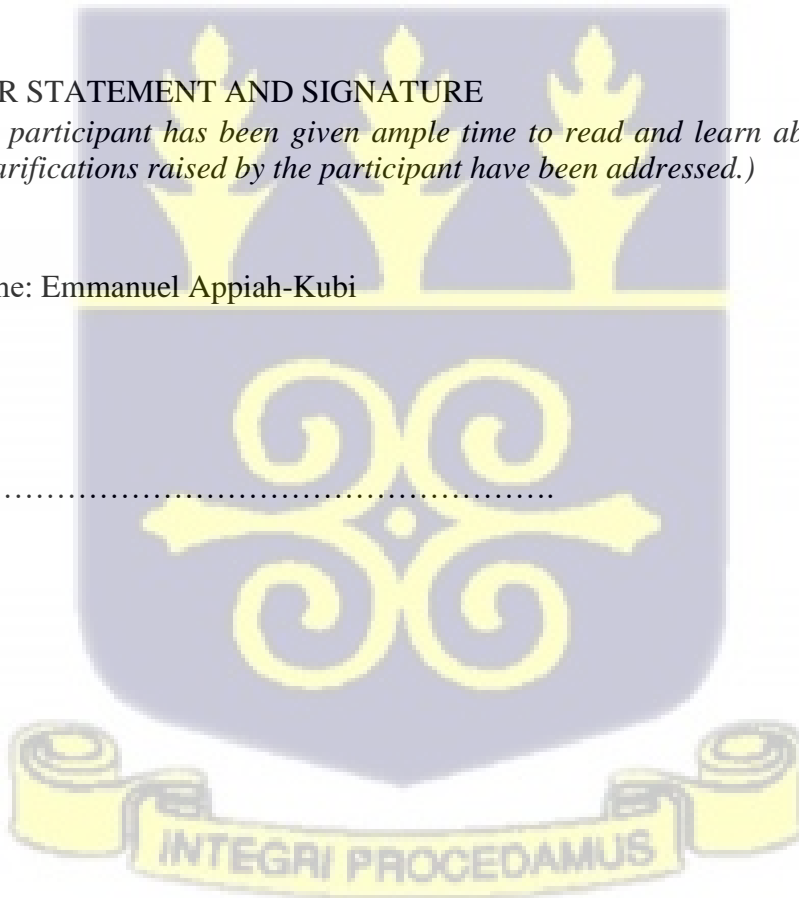 R STATEMENT AND SIGNATURE
participant has been given ample time to read and learn ab
arifications raised by the participant have been addressed.)
ne: Emmanuel Appiah-Kubi
……………………………………………….
INTEGRI PROCEDAMUS